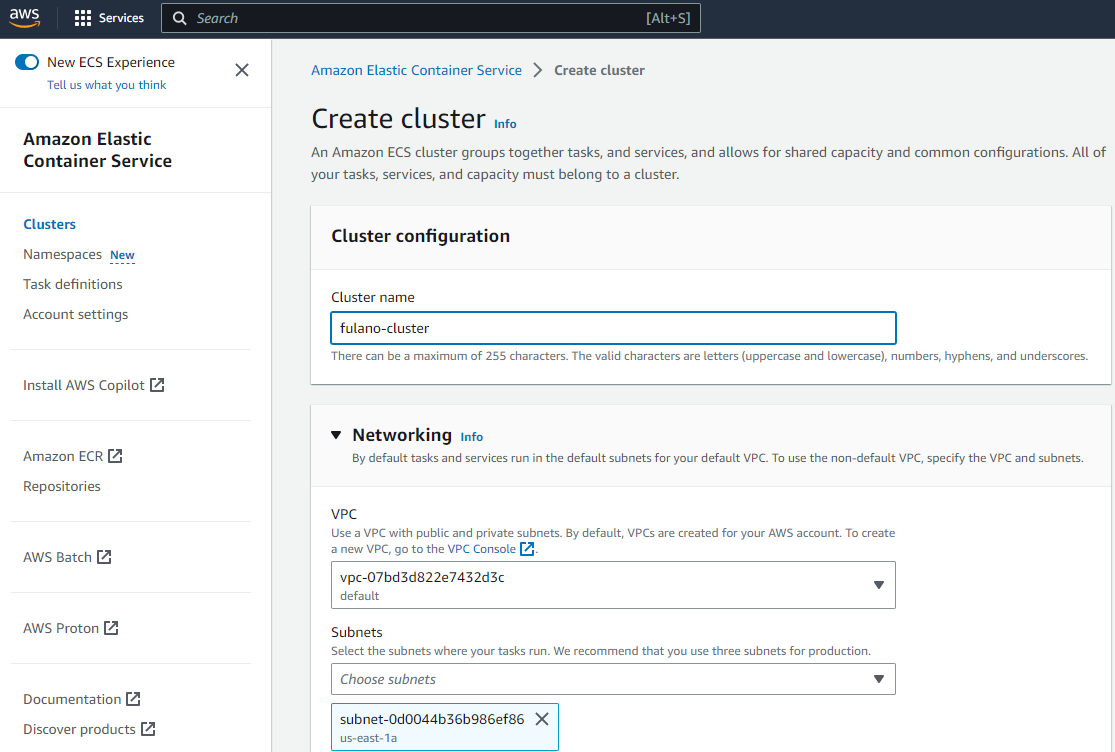 aws
Services
Search
[Alt+S]
New ECS Experience
Tell us what you think
Amazon Elastic
Container Service
Clusters
Namespaces New
Task definitions
Account settings
Install AWS Copilot
Amazon ECR
Repositories
AWS Batch
AWS Proton
Documentation
Discover products
Amazon Elastic Container Service > Create cluster
Create cluster Info
An Amazon ECS cluster groups together tasks, and services, and allows for shared capacity and common configurations. All of
your tasks, services, and capacity must belong to a cluster.
Cluster configuration
Cluster name
fulano-cluster
There can be a maximum of 255 characters. The valid characters are letters (uppercase and lowercase), numbers, hyphens, and underscores.
Networking Info
By default tasks and services run in the default subnets for your default VPC. To use the non-default VPC, specify the VPC and subnets.
VPC
Use a VPC with public and private subnets. By default, VPCs are created for your AWS account. To create
a new VPC, go to the VPC Console.
vpc-07bd3d822e7432d3c
default
Subnets
Select the subnets where your tasks run. We recommend that you use three subnets for production.
Choose subnets
subnet-0d0044b36b986ef86
us-east-1a